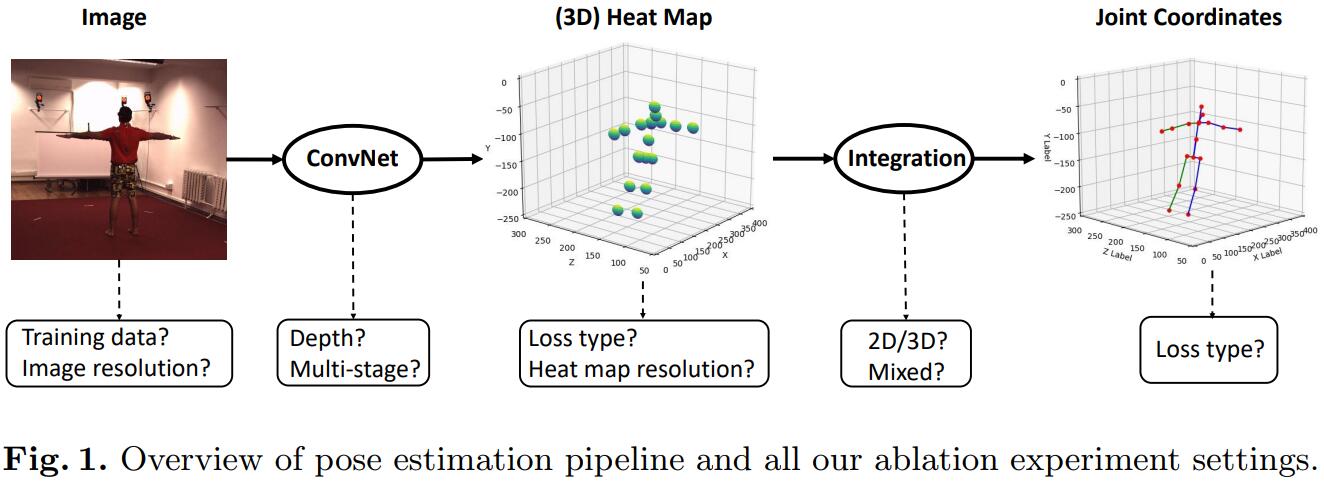 Image
(3D) Heat Map
Joint Coordinates
ConvNet
Integration
0
−50
−100
−150
−200
−250
Y
300
250
200
150
100
50
Z
0
50
100
150
200
250
300
350
400
X
0
−50
−100
−150
−200
−250
Y Label
300
250
200
150
100
50
Z Label
0
50
100
150
200
250
300
350
400
X Label
Training data?
Image resolution?
Depth?
Multi-stage?
Loss type?
Heat map resolution?
2D/3D?
Mixed?
Loss type?
Fig. 1. Overview of pose estimation pipeline and all our ablation experiment settings.